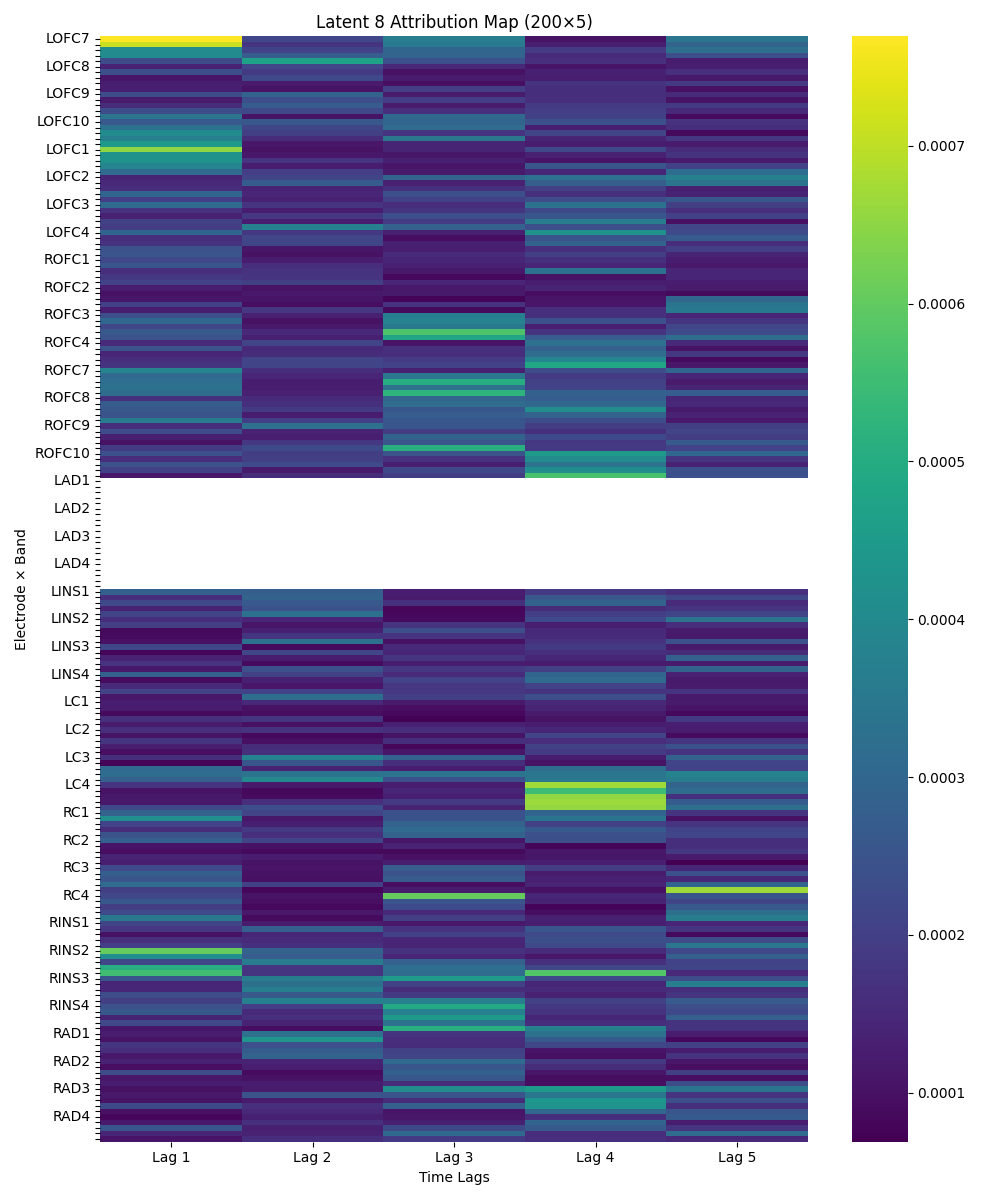 Latent 8 Attribution Map (200×5)
LOFC7
LOFC8
LOFC9
LOFC10
LOFC1
LOFC2
LOFC3
LOFC4
ROFC1
ROFC2
ROFC3
ROFC4
ROFC7
ROFC8
ROFC9
ROFC10
LAD1
LAD2
LAD3
LAD4
LINS1
LINS2
LINS3
LINS4
LC1
LC2
LC3
LC4
RC1
RC2
RC3
RC4
RINS1
RINS2
RINS3
RINS4
RAD1
RAD2
RAD3
RAD4
Electrode × Band
Lag 1
Lag 2
Lag 3
Lag 4
Lag 5
Time Lags
0.0007
0.0006
0.0005
0.0004
0.0003
0.0002
0.0001